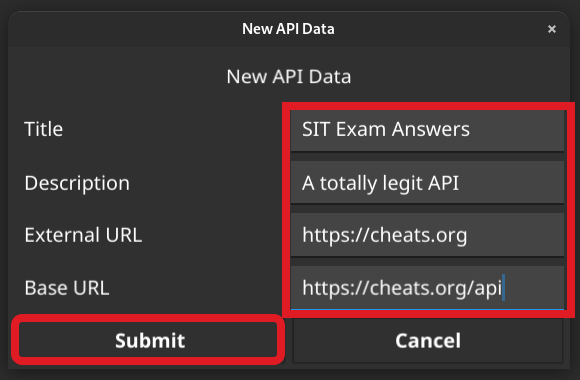 New API Data
New API Data
Title SIT Exam Answers
Description A totally legit API
External URL https://cheats.org
Base URL https://cheats.org/api
Submit Cancel